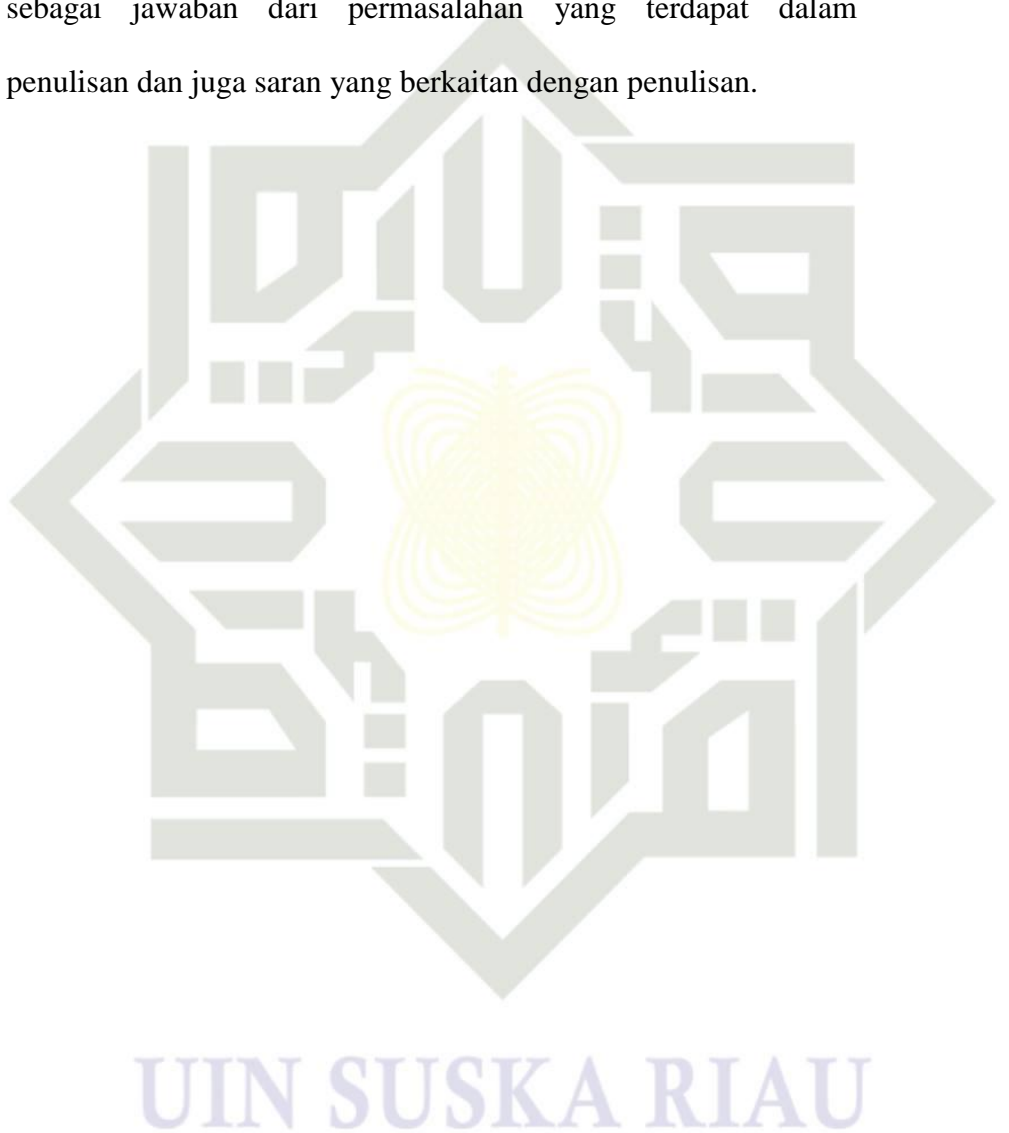 sebagai jawaban dari permasalahan yang terdapat dalam
penulisan dan juga saran yang berkaitan dengan penulisan.
UIN SUSKA RIAU